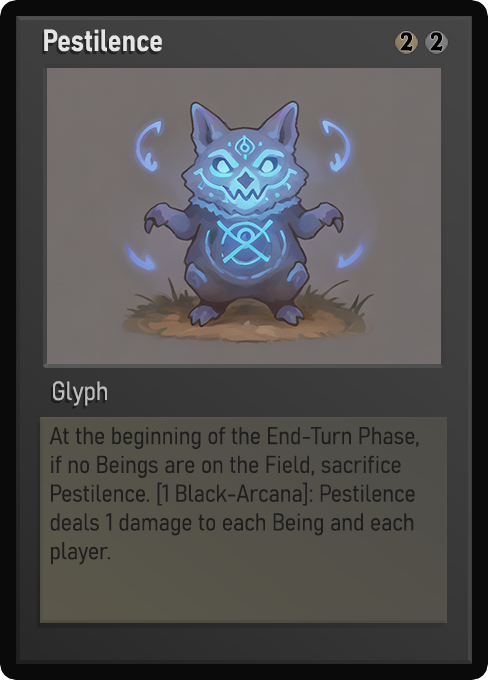 Pestilence 2 2
Glyph
At the beginning of the End-Turn Phase,
if no Beings are on the Field, sacrifice
Pestilence. [1 Black-Arcana]: Pestilence
deals 1 damage to each Being and each
player.